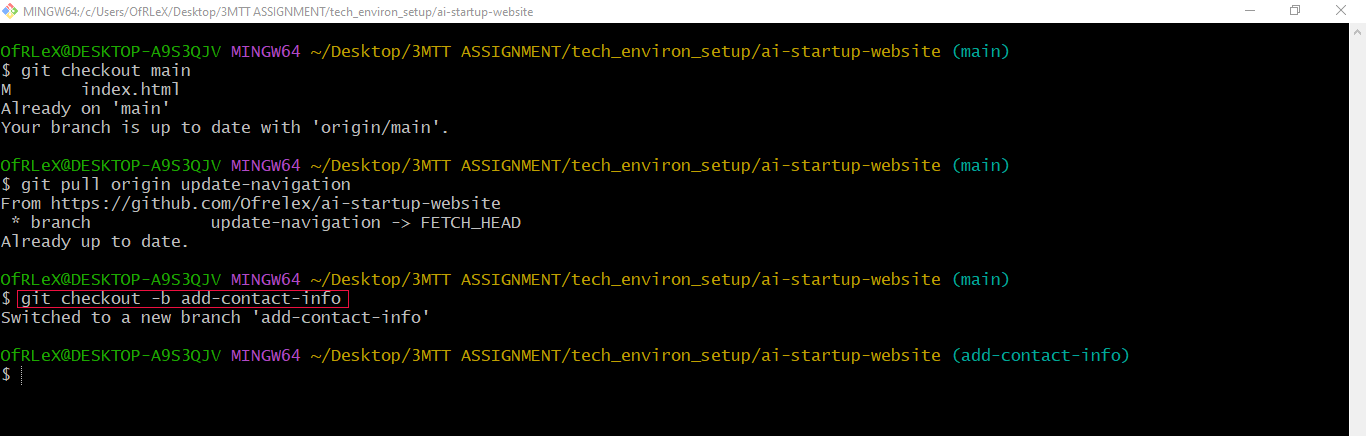 MINGW64:/c/Users/OfRLeX/Desktop/3MTT ASSIGNMENT/tech_environ_setup/ai-startup-website
OfRLeX@DESKTOP-A9S3QJV MINGW64 ~/Desktop/3MTT ASSIGNMENT/tech_environ_setup/ai-startup-website (main)
$ git checkout main
M       index.html
Already on 'main'
Your branch is up to date with 'origin/main'.
OfRLeX@DESKTOP-A9S3QJV MINGW64 ~/Desktop/3MTT ASSIGNMENT/tech_environ_setup/ai-startup-website (main)
$ git pull origin update-navigation
From https://github.com/Ofrelex/ai-startup-website
 * branch            update-navigation -> FETCH_HEAD
Already up to date.
OfRLeX@DESKTOP-A9S3QJV MINGW64 ~/Desktop/3MTT ASSIGNMENT/tech_environ_setup/ai-startup-website (main)
$ git checkout -b add-contact-info
Switched to a new branch 'add-contact-info'
OfRLeX@DESKTOP-A9S3QJV MINGW64 ~/Desktop/3MTT ASSIGNMENT/tech_environ_setup/ai-startup-website (add-contact-info)
$